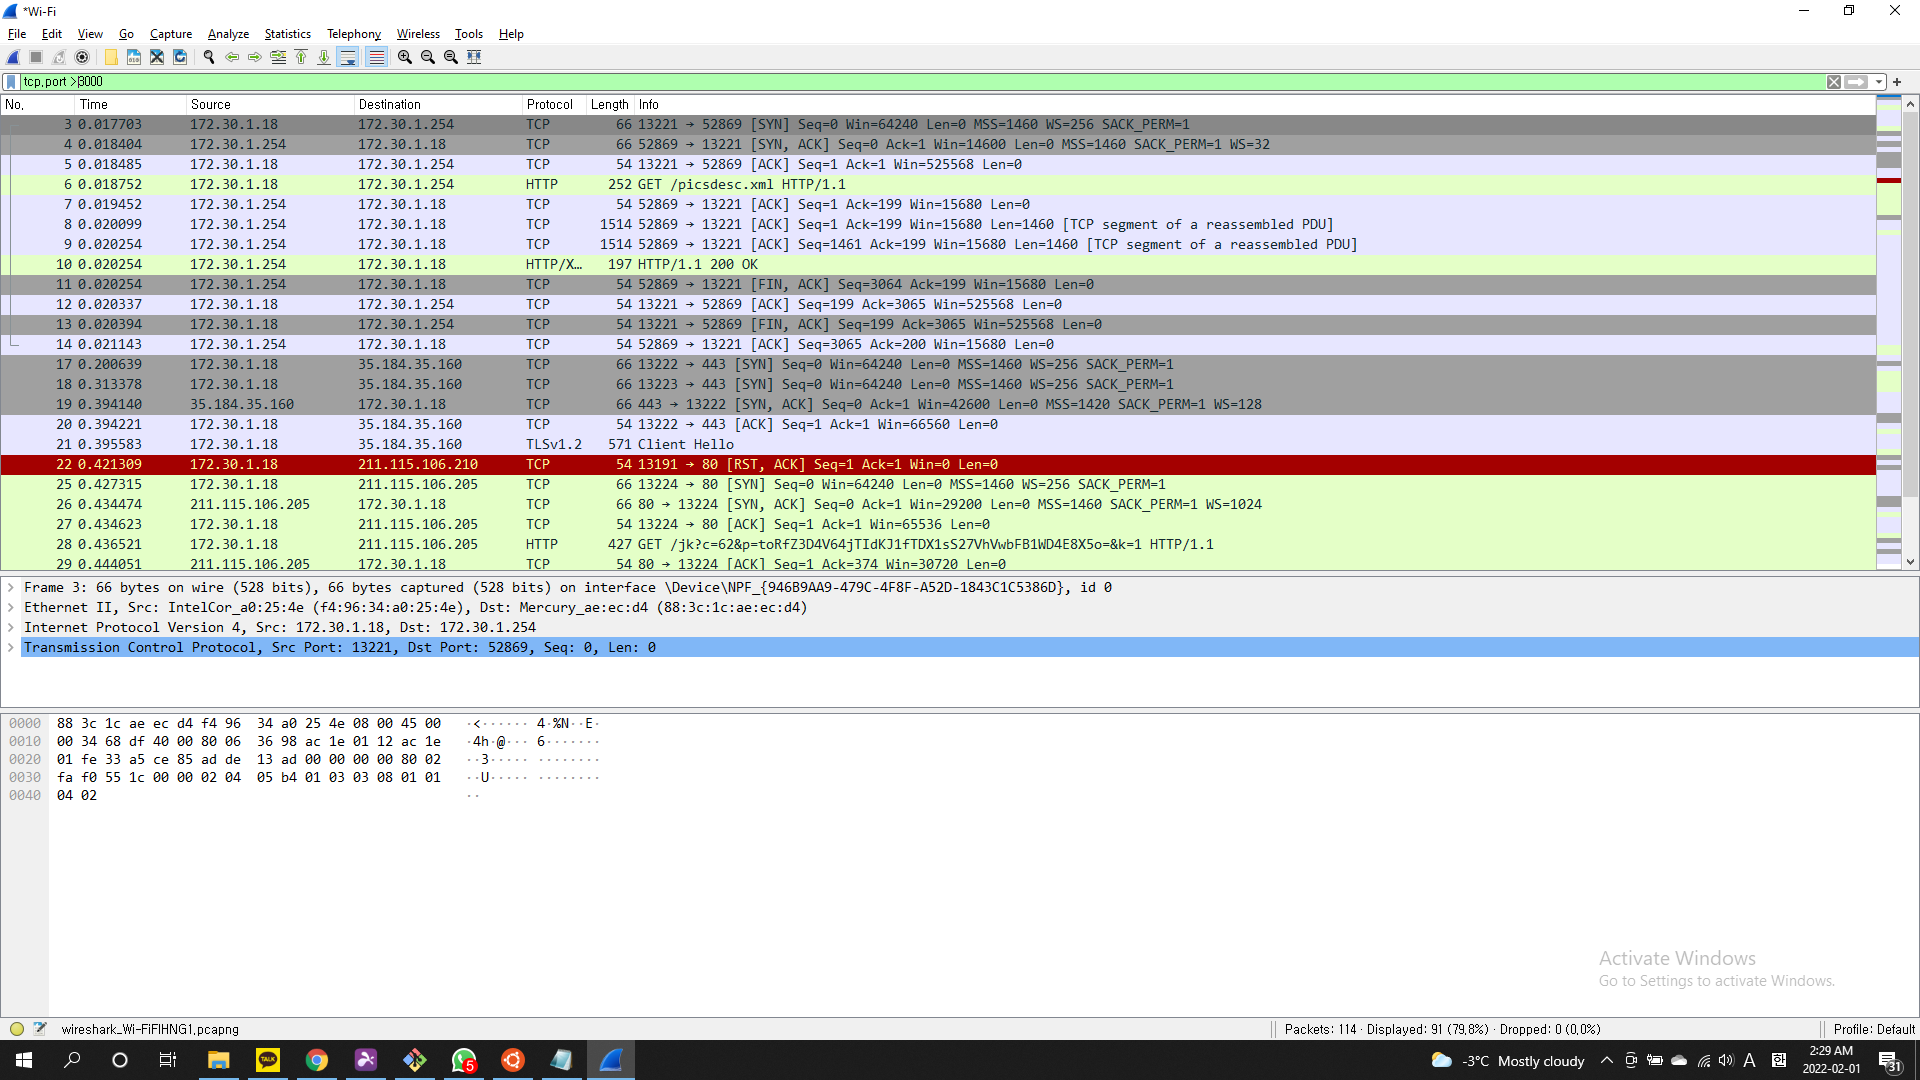 *Wi-Fi
File Edit View Go Capture Analyze Statistics Telephony Wireless Tools Help
tcp.port >3000
No. Time Source Destination Protocol Length Info
3 0.017703 172.30.1.18 172.30.1.254 TCP 66 13221 → 52869 [SYN] Seq=0 Win=64240 Len=0 MSS=1460 WS=256 SACK_PERM=1
4 0.018404 172.30.1.254 172.30.1.18 TCP 66 52869 → 13221 [SYN, ACK] Seq=0 Ack=1 Win=14600 Len=0 MSS=1460 SACK_PERM=1 WS=32
5 0.018485 172.30.1.18 172.30.1.254 TCP 54 13221 → 52869 [ACK] Seq=1 Ack=1 Win=525568 Len=0
6 0.018752 172.30.1.18 172.30.1.254 HTTP 252 GET /picsdesc.xml HTTP/1.1
7 0.019452 172.30.1.254 172.30.1.18 TCP 54 52869 → 13221 [ACK] Seq=1 Ack=199 Win=15680 Len=0
8 0.020099 172.30.1.254 172.30.1.18 TCP 1514 52869 → 13221 [ACK] Seq=1 Ack=199 Win=15680 Len=1460 [TCP segment of a reassembled PDU]
9 0.020254 172.30.1.254 172.30.1.18 TCP 1514 52869 → 13221 [ACK] Seq=1461 Ack=199 Win=15680 Len=1460 [TCP segment of a reassembled PDU]
10 0.020254 172.30.1.254 172.30.1.18 HTTP/X… 197 HTTP/1.1 200 OK
11 0.020254 172.30.1.254 172.30.1.18 TCP 54 52869 → 13221 [FIN, ACK] Seq=3064 Ack=199 Win=15680 Len=0
12 0.020337 172.30.1.18 172.30.1.254 TCP 54 13221 → 52869 [ACK] Seq=199 Ack=3065 Win=525568 Len=0
13 0.020394 172.30.1.18 172.30.1.254 TCP 54 13221 → 52869 [FIN, ACK] Seq=199 Ack=3065 Win=525568 Len=0
14 0.021143 172.30.1.254 172.30.1.18 TCP 54 52869 → 13221 [ACK] Seq=3065 Ack=200 Win=15680 Len=0
17 0.200639 172.30.1.18 35.184.35.160 TCP 66 13222 → 443 [SYN] Seq=0 Win=64240 Len=0 MSS=1460 WS=256 SACK_PERM=1
18 0.313378 172.30.1.18 35.184.35.160 TCP 66 13223 → 443 [SYN] Seq=0 Win=64240 Len=0 MSS=1460 WS=256 SACK_PERM=1
19 0.394140 35.184.35.160 172.30.1.18 TCP 66 443 → 13222 [SYN, ACK] Seq=0 Ack=1 Win=42600 Len=0 MSS=1420 SACK_PERM=1 WS=128
20 0.394221 172.30.1.18 35.184.35.160 TCP 54 13222 → 443 [ACK] Seq=1 Ack=1 Win=66560 Len=0
21 0.395583 172.30.1.18 35.184.35.160 TLSv1.2 571 Client Hello
22 0.421309 172.30.1.18 211.115.106.210 TCP 54 13191 → 80 [RST, ACK] Seq=1 Ack=1 Win=0 Len=0
25 0.427315 172.30.1.18 211.115.106.205 TCP 66 13224 → 80 [SYN] Seq=0 Win=64240 Len=0 MSS=1460 WS=256 SACK_PERM=1
26 0.434474 211.115.106.205 172.30.1.18 TCP 66 80 → 13224 [SYN, ACK] Seq=0 Ack=1 Win=29200 Len=0 MSS=1460 SACK_PERM=1 WS=1024
27 0.434623 172.30.1.18 211.115.106.205 TCP 54 13224 → 80 [ACK] Seq=1 Ack=1 Win=65536 Len=0
28 0.436521 172.30.1.18 211.115.106.205 HTTP 427 GET /jk?c=62&p=toRfZ3D4V64jTIdKJ1fTDX1sS27VhVwbFB1WD4E8X5o=&k=1 HTTP/1.1
29 0.444051 211.115.106.205 172.30.1.18 TCP 54 80 → 13224 [ACK] Seq=1 Ack=374 Win=30720 Len=0
Frame 3: 66 bytes on wire (528 bits), 66 bytes captured (528 bits) on interface \Device\NPF_{946B9AA9-479C-4F8F-A52D-1843C1C5386D}, id 0
Ethernet II, Src: IntelCor_a0:25:4e (f4:96:34:a0:25:4e), Dst: Mercury_ae:ec:d4 (88:3c:1c:ae:ec:d4)
Internet Protocol Version 4, Src: 172.30.1.18, Dst: 172.30.1.254
Transmission Control Protocol, Src Port: 13221, Dst Port: 52869, Seq: 0, Len: 0
0000 88 3c 1c ae ec d4 f4 96 34 a0 25 4e 08 00 45 00 ·<······ 4·%N··E·
0010 00 34 68 df 40 00 80 06 36 98 ac 1e 01 12 ac 1e ·4h·@··· 6·······
0020 01 fe 33 a5 ce 85 ad de 13 ad 00 00 00 00 80 02 ··3····· ········
0030 fa f0 55 1c 00 00 02 04 05 b4 01 03 03 08 01 01 ··U····· ········
0040 04 02 ··
Activate Windows
Go to Settings to activate Windows.
wireshark_Wi-FiFIHNG1.pcapng Packets: 114 · Displayed: 91 (79.8%) · Dropped: 0 (0.0%) Profile: Default
TALK 5 -3°C Mostly cloudy A 2:29 AM
2022-02-01 31